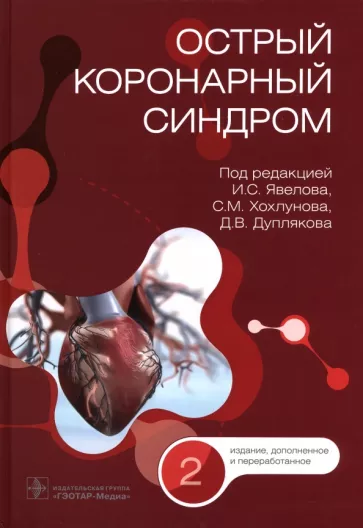 ОСТРЫЙ
КОРОНАРНЫЙ
СИНДРОМ
Под редакцией
И.С. Явелова,
С.М. Хохлунова,
Д.В. Дуплякова
2
издание, дополненное
и переработанное
ИЗДАТЕЛЬСКАЯ ГРУППА
«ГЭОТАР-Медиа»